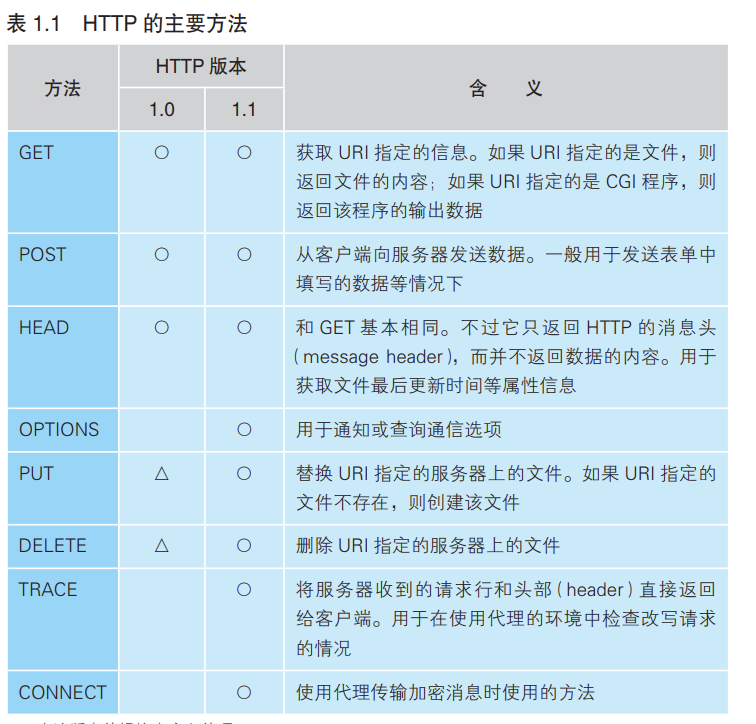 表 1.1 HTTP 的主要方法
方法 HTTP 版本 含 义
1.0 1.1
GET ○ ○ 获取 URI 指定的信息。如果 URI 指定的是文件，则
返回文件的内容；如果 URI 指定的是 CGI 程序，则
返回该程序的输出数据
POST ○ ○ 从客户端向服务器发送数据。一般用于发送表单中
填写的数据等情况下
HEAD ○ ○ 和 GET 基本相同。不过它只返回 HTTP 的消息头
（message header），而并不返回数据的内容。用于
获取文件最后更新时间等属性信息
OPTIONS ○ 用于通知或查询通信选项
PUT △ ○ 替换 URI 指定的服务器上的文件。如果 URI 指定的
文件不存在，则创建该文件
DELETE △ ○ 删除 URI 指定的服务器上的文件
TRACE ○ 将服务器收到的请求行和头部（header）直接返回
给客户端。用于在使用代理的环境中检查改写请求
的情况
CONNECT ○ 使用代理传输加密消息时使用的方法